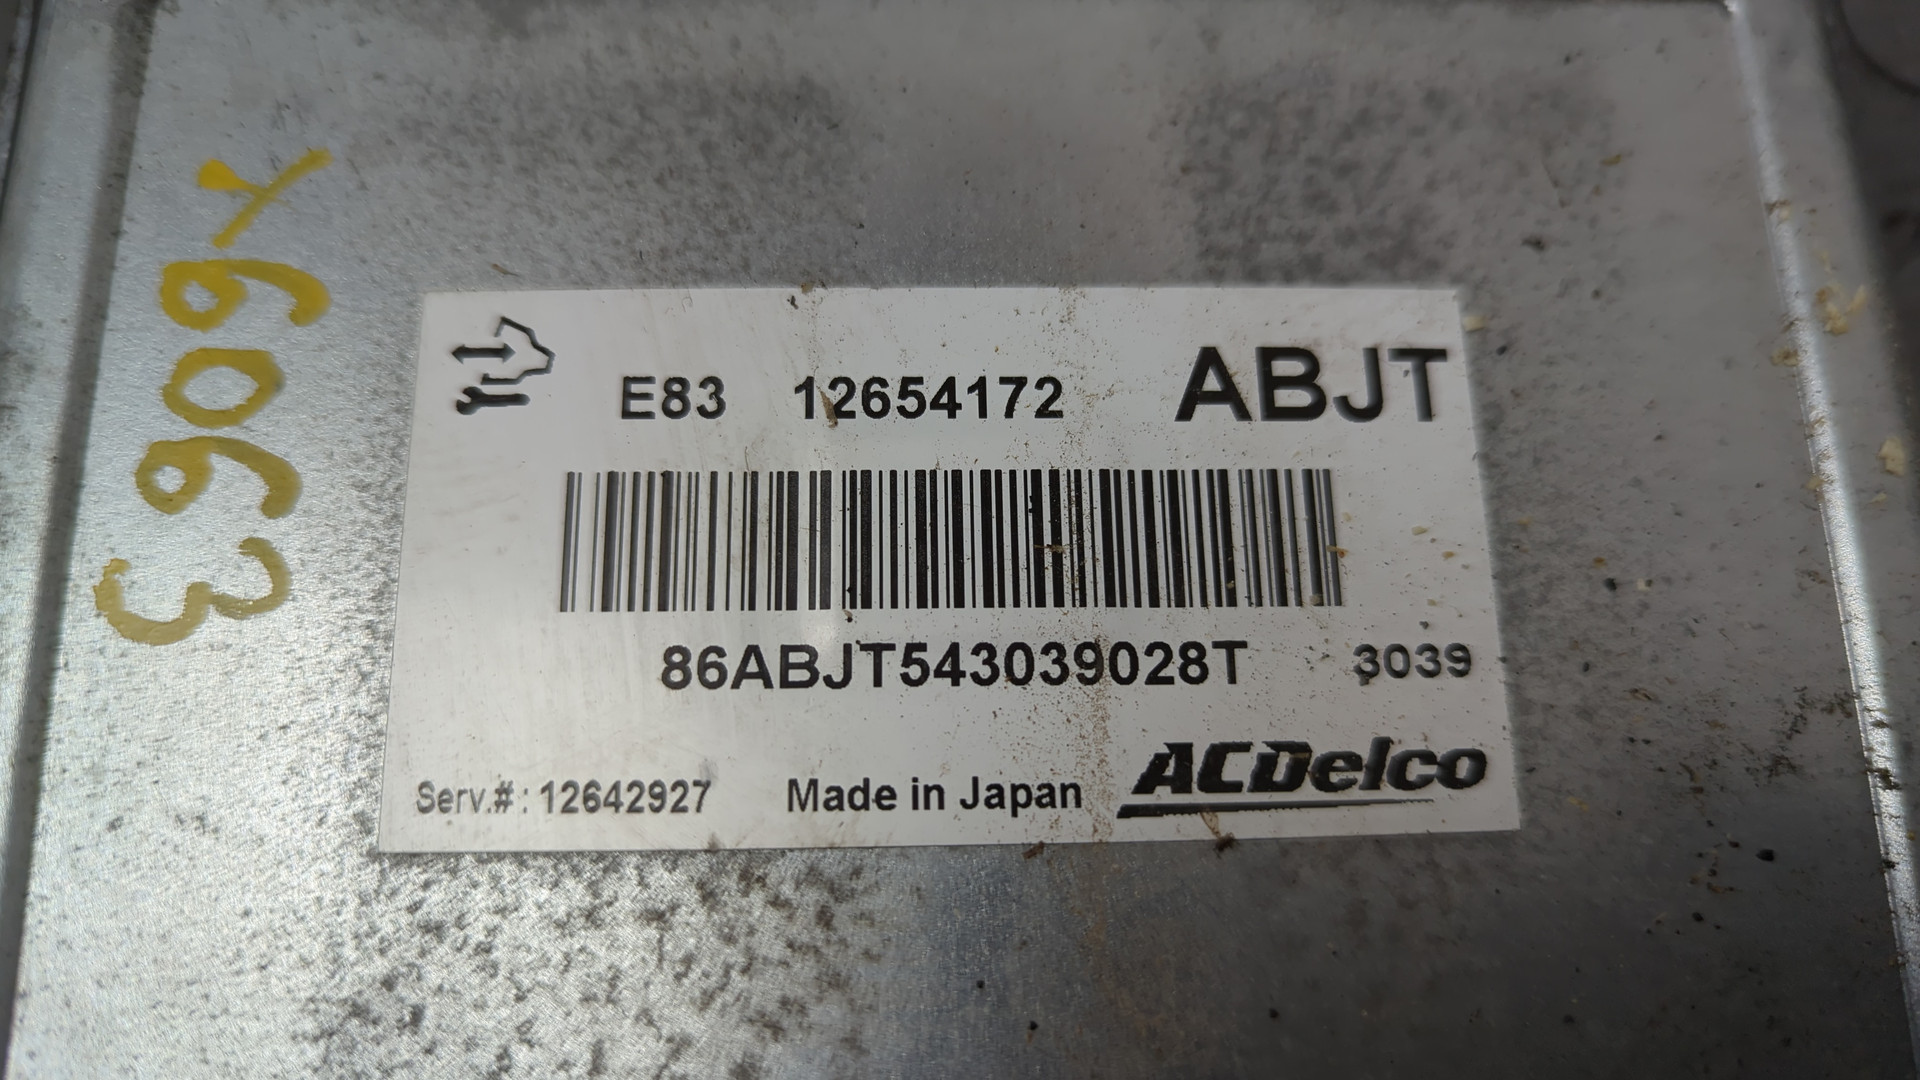 E83 12654172 ABJT
86ABJT543039028T 3039
Serv.#: 12642927 Made in Japan ACDelco